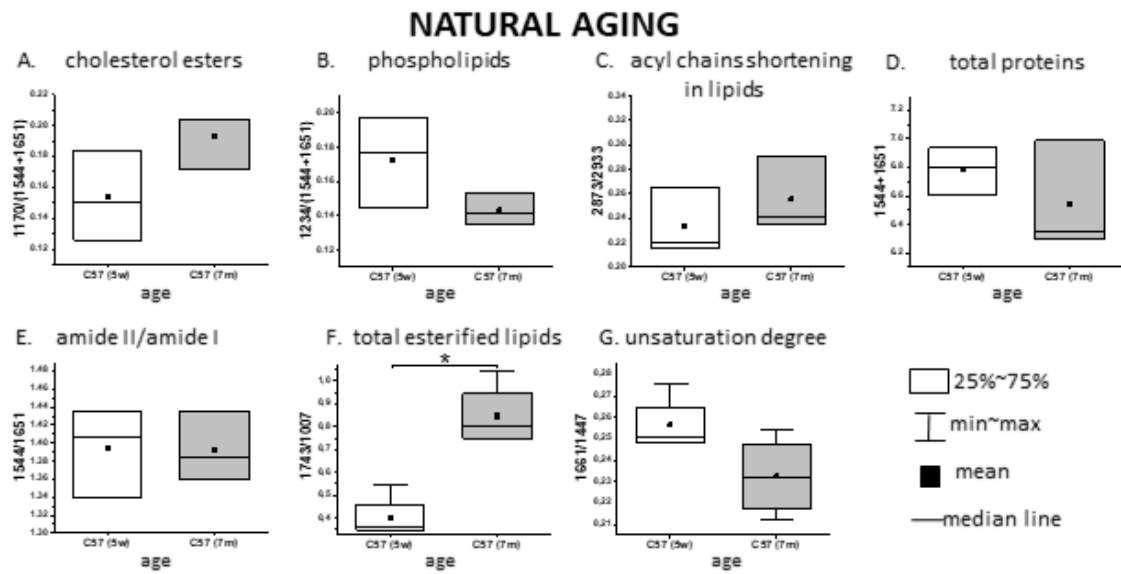 NATURAL AGING
A. cholesterol esters
1170/(1544+1651)
0.22
0.20
0.18
0.16
0.14
0.12
C57 (5w) C57 (7m)
age
B. phospholipids
1234/(1544+1651)
0.20
0.18
0.16
0.14
0.12
C57 (5w) C57 (7m)
age
C. acyl chains shortening
in lipids
2873/2933
0.34
0.32
0.30
0.28
0.26
0.24
0.22
0.20
C57 (5w) C57 (7m)
age
D. total proteins
1544+1651
7.2
7.0
6.8
6.6
6.4
6.2
C57 (5w) C57 (7m)
age
E. amide II/amide I
1544/1651
1.48
1.46
1.44
1.42
1.40
1.38
1.36
1.34
1.32
1.30
C57 (5w) C57 (7m)
age
F. total esterified lipids
*
1743/1007
1,0
0,9
0,8
0,7
0,6
0,5
0,4
C57 (5w) C57 (7m)
age
G. unsaturation degree
1661/1447
0,28
0,27
0,26
0,25
0,24
0,23
0,22
0,21
C57 (5w) C57 (7m)
age
25%~75%
min~max
mean
median line